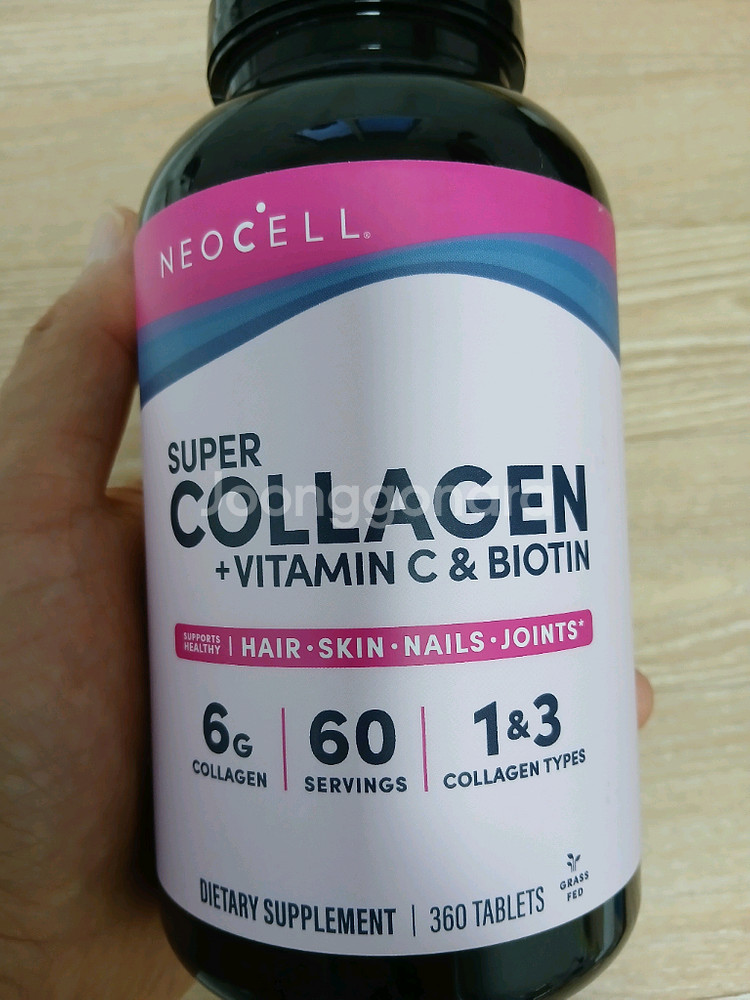 NEOCELL®
SUPER
COLLAGEN
Joonggonara
+VITAMIN C & BIOTIN
SUPPORTS HEALTHY | HAIR • SKIN • NAILS • JOINTS*
6G COLLAGEN | 60 SERVINGS | 1&3 COLLAGEN TYPES
GRASS FED
DIETARY SUPPLEMENT | 360 TABLETS